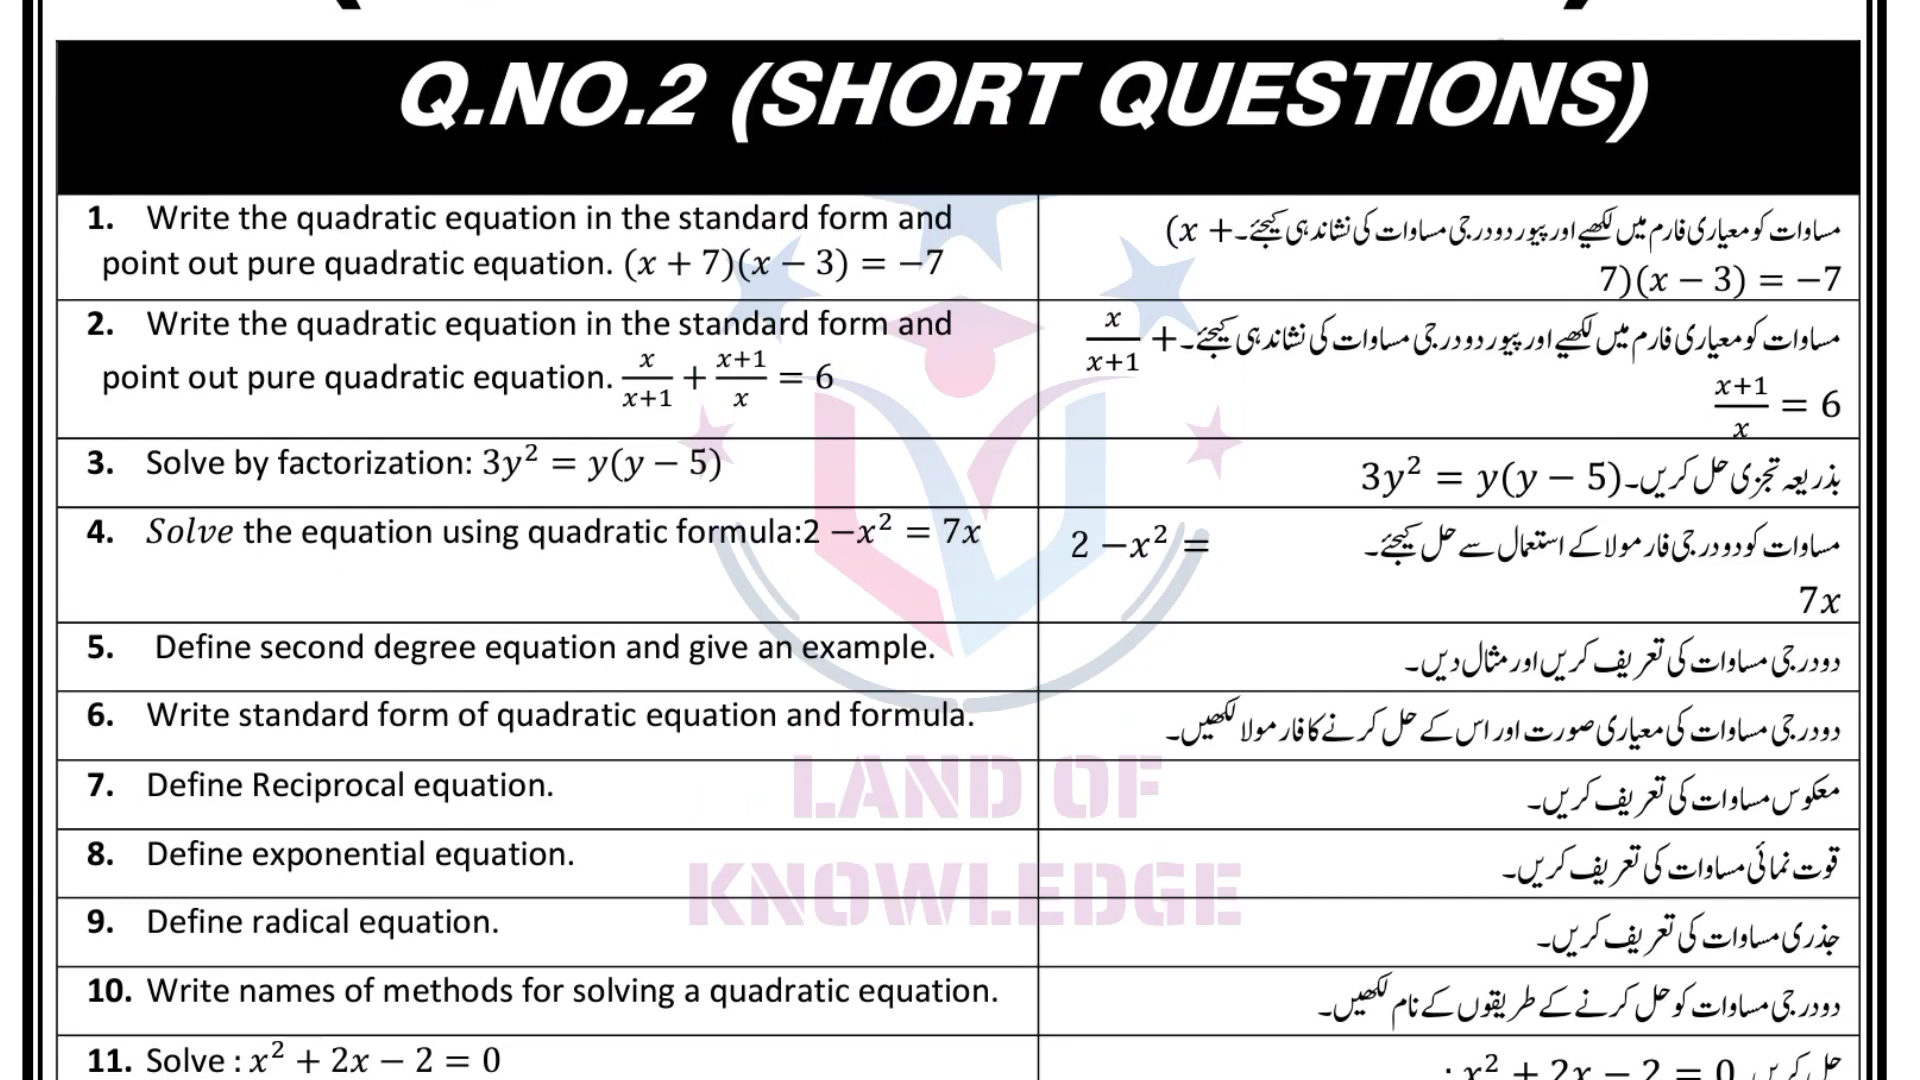 Q.NO.2 (SHORT QUESTIONS)
1. Write the quadratic equation in the standard form and
point out pure quadratic equation. (x + 7)(x − 3) = −7
مساوات کو معیاری فارم میں لکھیے اور پیور دودرجی مساوات کی نشاندہی کیجئے۔ (x +
7)(x − 3) = −7
2. Write the quadratic equation in the standard form and
point out pure quadratic equation. x/(x+1) + (x+1)/x = 6
مساوات کو معیاری فارم میں لکھیے اور پیور دودرجی مساوات کی نشاندہی کیجئے۔ x/(x+1) +
(x+1)/x = 6
3. Solve by factorization: 3y² = y(y − 5)
بذریعہ تجزی حل کریں۔ 3y² = y(y − 5)
4. Solve the equation using quadratic formula:2 −x² = 7x
مساوات کو دودرجی فارمولا کے استعمال سے حل کیجئے۔ 2 −x² =
7x
5. Define second degree equation and give an example.
دودرجی مساوات کی تعریف کریں اور مثال دیں۔
6. Write standard form of quadratic equation and formula.
دودرجی مساوات کی معیاری صورت اور اس کے حل کرنے کا فارمولا لکھیں۔
7. Define Reciprocal equation.
معکوس مساوات کی تعریف کریں۔
8. Define exponential equation.
قوت نمائی مساوات کی تعریف کریں۔
9. Define radical equation.
جذری مساوات کی تعریف کریں۔
10. Write names of methods for solving a quadratic equation.
دودرجی مساوات کو حل کرنے کے طریقوں کے نام لکھیں۔
11. Solve : x² + 2x − 2 = 0
حل کریں : x² + 2x − 2 = 0
LAND OF
KNOWLEDGE